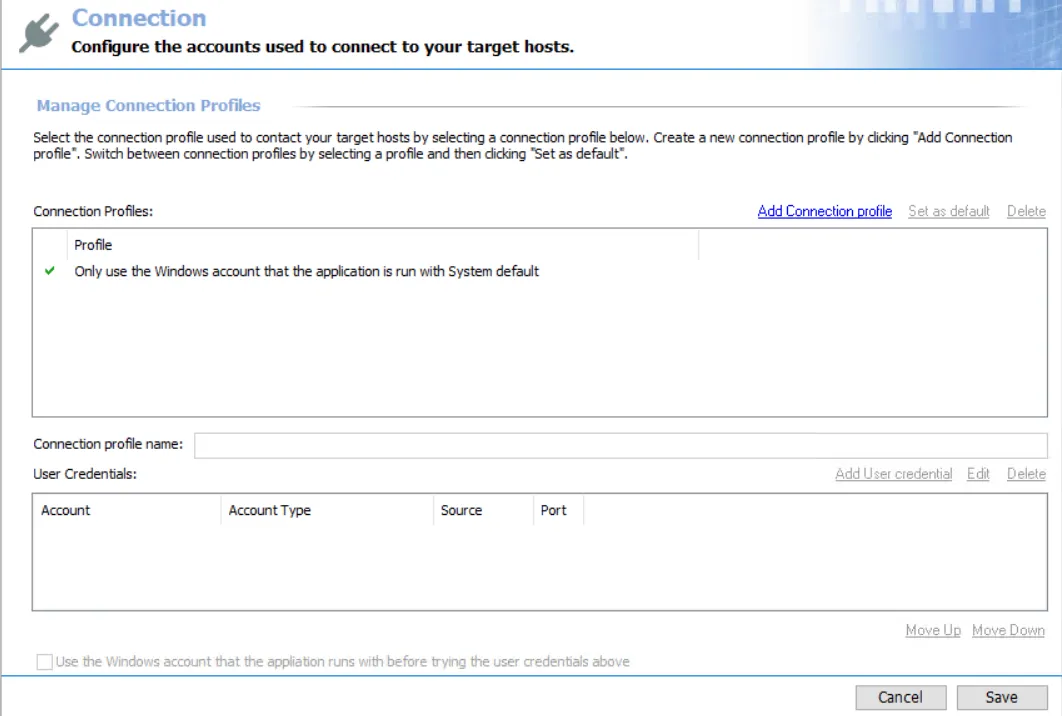 Connection
Configure the accounts used to connect to your target hosts.
Manage Connection Profiles
Select the connection profile used to contact your target hosts by selecting a connection profile below. Create a new connection profile by clicking "Add Connection
profile". Switch between connection profiles by selecting a profile and then clicking "Set as default".
Connection Profiles: Add Connection profile Set as default Delete
Profile
Only use the Windows account that the application is run with System default
Connection profile name:
User Credentials: Add User credential Edit Delete
Account Account Type Source Port
Move Up Move Down
Use the Windows account that the appliation runs with before trying the user credentials above
Cancel Save